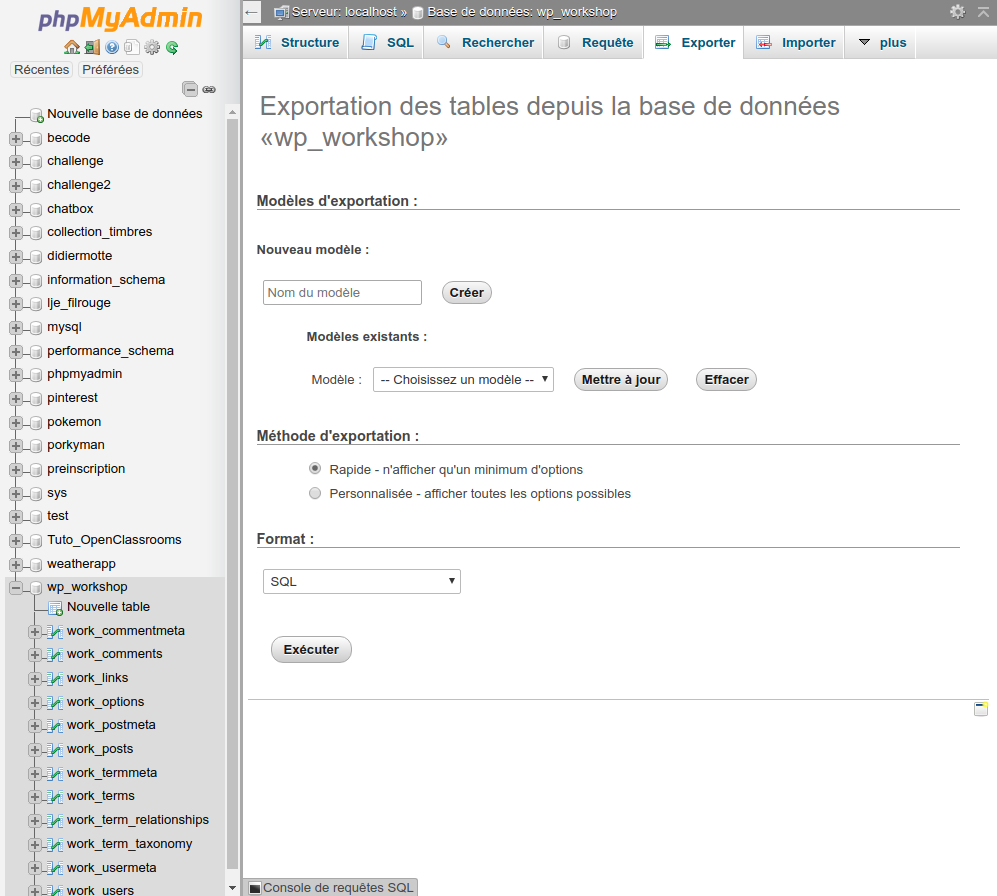 phpMyAdmin
Récentes Préférées
Nouvelle base de données
becode
challenge
challenge2
chatbox
collection_timbres
didiermotte
information_schema
lje_filrouge
mysql
performance_schema
phpmyadmin
pinterest
pokemon
porkyman
preinscription
sys
test
Tuto_OpenClassrooms
weatherapp
wp_workshop
Nouvelle table
work_commentmeta
work_comments
work_links
work_options
work_postmeta
work_posts
work_termmeta
work_terms
work_term_relationships
work_term_taxonomy
work_usermeta
work_users
Serveur: localhost » Base de données: wp_workshop
Structure SQL Rechercher Requête Exporter Importer plus
Exportation des tables depuis la base de données
«wp_workshop»
Modèles d'exportation :
Nouveau modèle :
Nom du modèle Créer
Modèles existants :
Modèle : -- Choisissez un modèle -- Mettre à jour Effacer
Méthode d'exportation :
Rapide - n'afficher qu'un minimum d'options
Personnalisée - afficher toutes les options possibles
Format :
SQL
Exécuter
Console de requêtes SQL